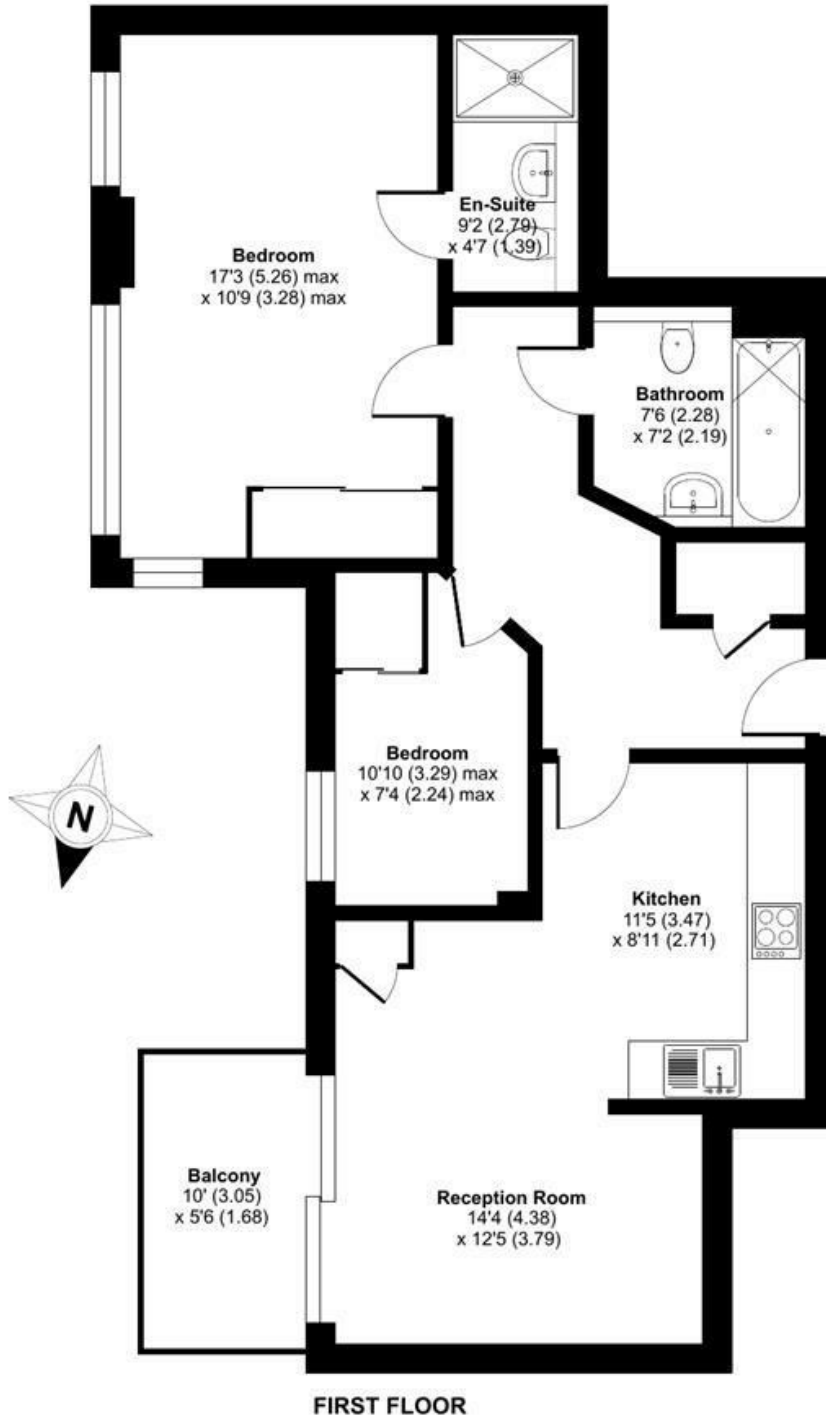 Bedroom
17'3 (5.26) max
x 10'9 (3.28) max
En-Suite
9'2 (2.79)
x 4'7 (1.39)
Bathroom
7'6 (2.28)
x 7'2 (2.19)
N
Bedroom
10'10 (3.29) max
x 7'4 (2.24) max
Kitchen
11'5 (3.47)
x 8'11 (2.71)
Balcony
10' (3.05)
x 5'6 (1.68)
Reception Room
14'4 (4.38)
x 12'5 (3.79)
FIRST FLOOR